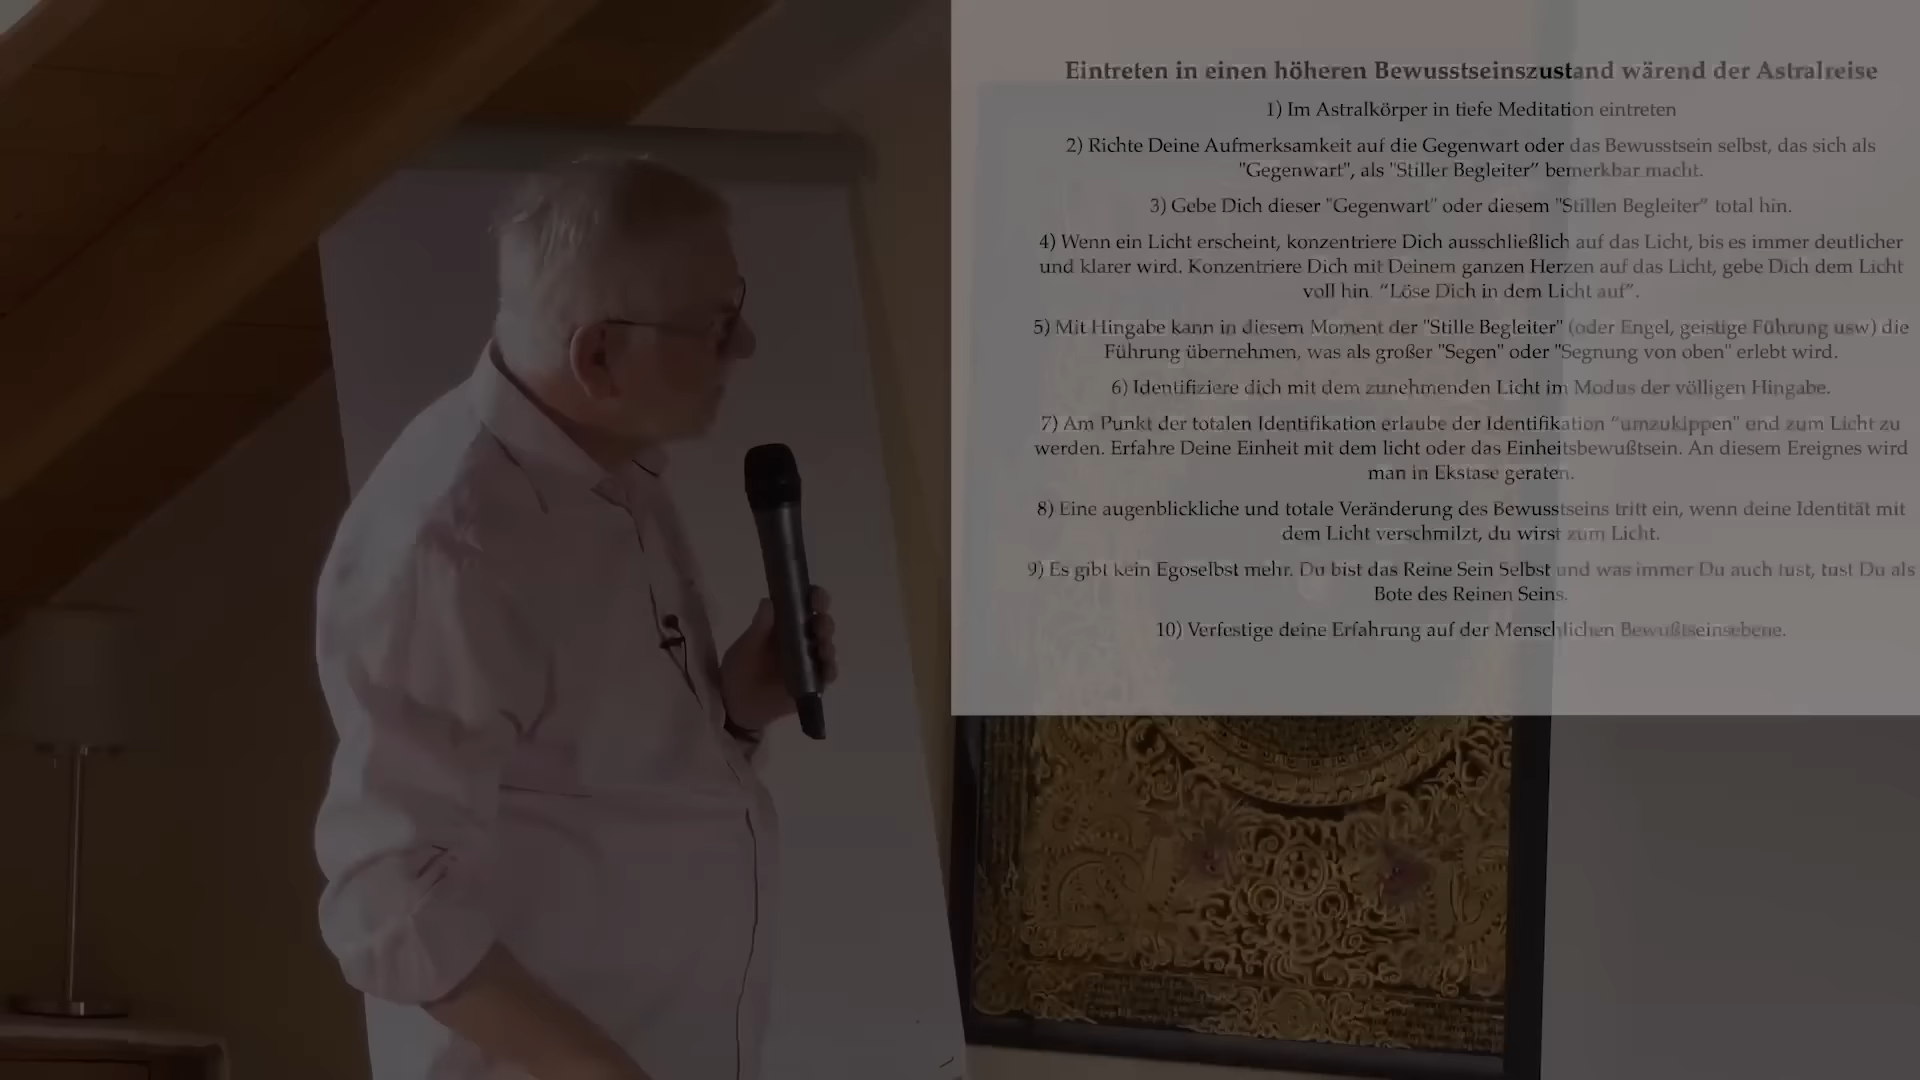 Eintreten in einen höheren Bewusstseinszustand wärend der Astralreise
1) Im Astralkörper in tiefe Meditation eintreten
2) Richte Deine Aufmerksamkeit auf die Gegenwart oder das Bewusstsein selbst, das sich als
"Gegenwart", als "Stiller Begleiter” bemerkbar macht.
3) Gebe Dich dieser "Gegenwart" oder diesem "Stillen Begleiter” total hin.
4) Wenn ein Licht erscheint, konzentriere Dich ausschließlich auf das Licht, bis es immer deutlicher
und klarer wird. Konzentriere Dich mit Deinem ganzen Herzen auf das Licht, gebe Dich dem Licht
voll hin. “Löse Dich in dem Licht auf”.
5) Mit Hingabe kann in diesem Moment der "Stille Begleiter" (oder Engel, geistige Führung usw) die
Führung übernehmen, was als großer "Segen" oder "Segnung von oben" erlebt wird.
6) Identifiziere dich mit dem zunehmenden Licht im Modus der völligen Hingabe.
7) Am Punkt der totalen Identifikation erlaube der Identifikation “umzukippen" und zum Licht zu
werden. Erfahre Deine Einheit mit dem licht oder das Einheitsbewußtsein. An diesem Ereignes wird
man in Ekstase geraten.
8) Eine augenblickliche und totale Veränderung des Bewusstseins tritt ein, wenn deine Identität mit
dem Licht verschmilzt, du wirst zum Licht.
9) Es gibt kein Egoselbst mehr. Du bist das Reine Sein Selbst und was immer Du auch tust, tust Du als
Bote des Reinen Seins.
10) Verfestige deine Erfahrung auf der Menschlichen Bewußtseinsebene.